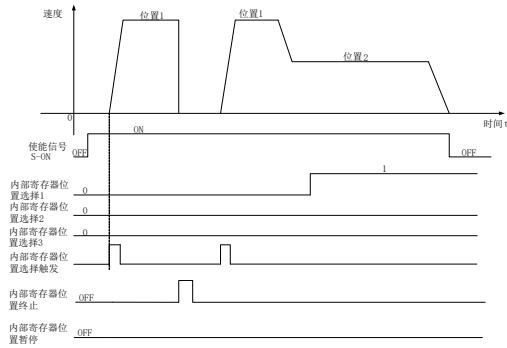 速度
位置1
位置1
位置2
0
时间t
使能信号
S-ON
OFF
ON
OFF
内部寄存器位
置选择1
0
1
内部寄存器位
置选择2
0
内部寄存器位
置选择3
0
内部寄存器位
置选择触发
内部寄存器位
置终止
OFF
内部寄存器位
置暂停
OFF